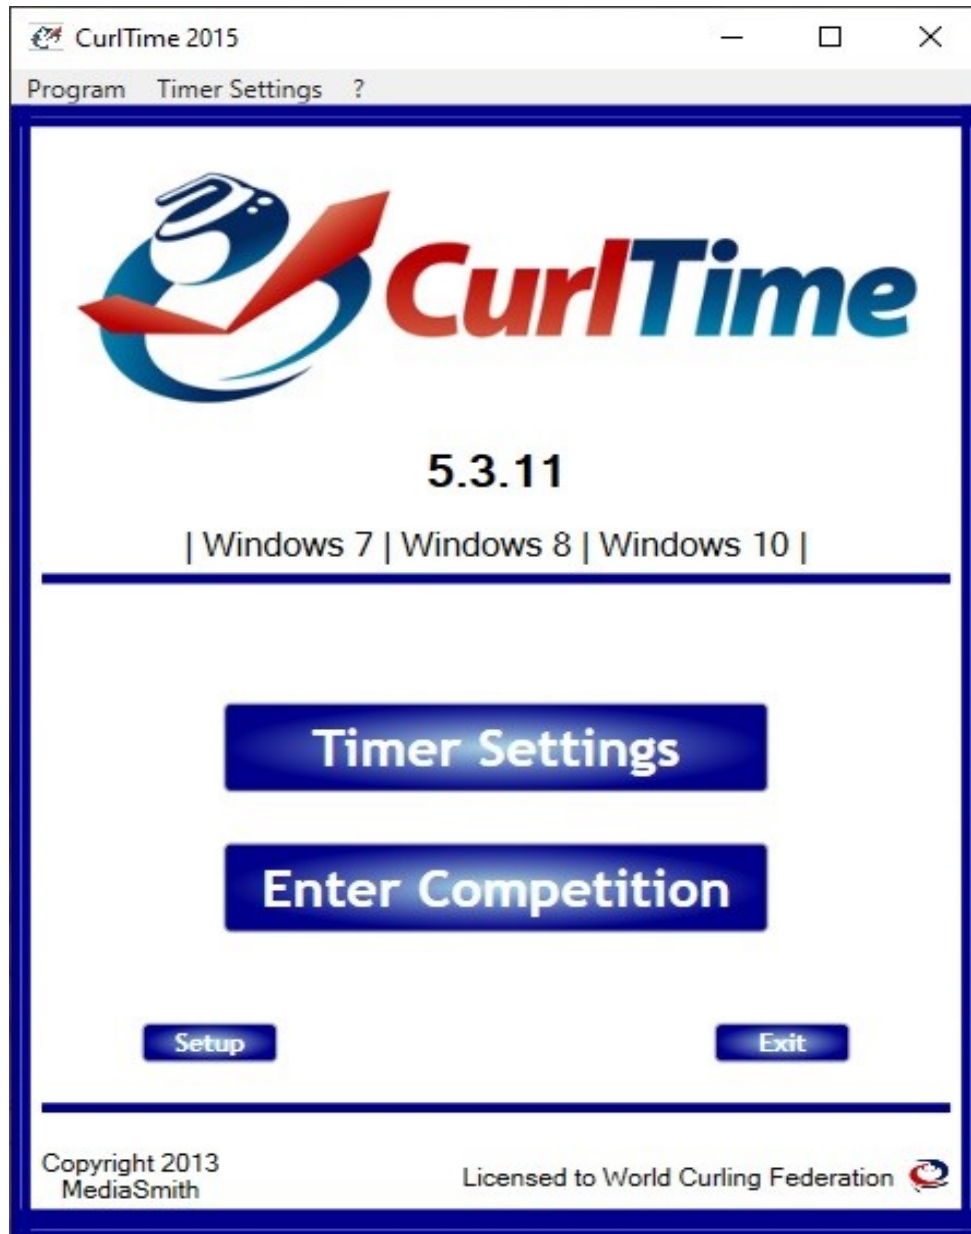 CurlTime 2015
Program Timer Settings ?
CurlTime
5.3.11
| Windows 7 | Windows 8 | Windows 10 |
Timer Settings
Enter Competition
Setup Exit
Copyright 2013
MediaSmith
Licensed to World Curling Federation